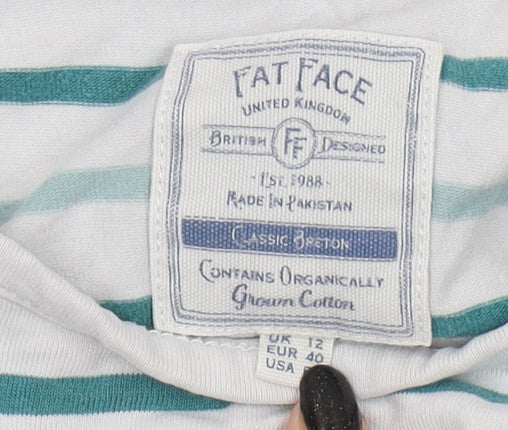 FAT FACE
UNITED KINGDOM
BRITISH FF DESIGNED
- EST. 1988 -
MADE IN PAKISTAN
CLASSIC BRETON
CONTAINS ORGANICALLY
Grown Cotton
UK 12
EUR 40
USA